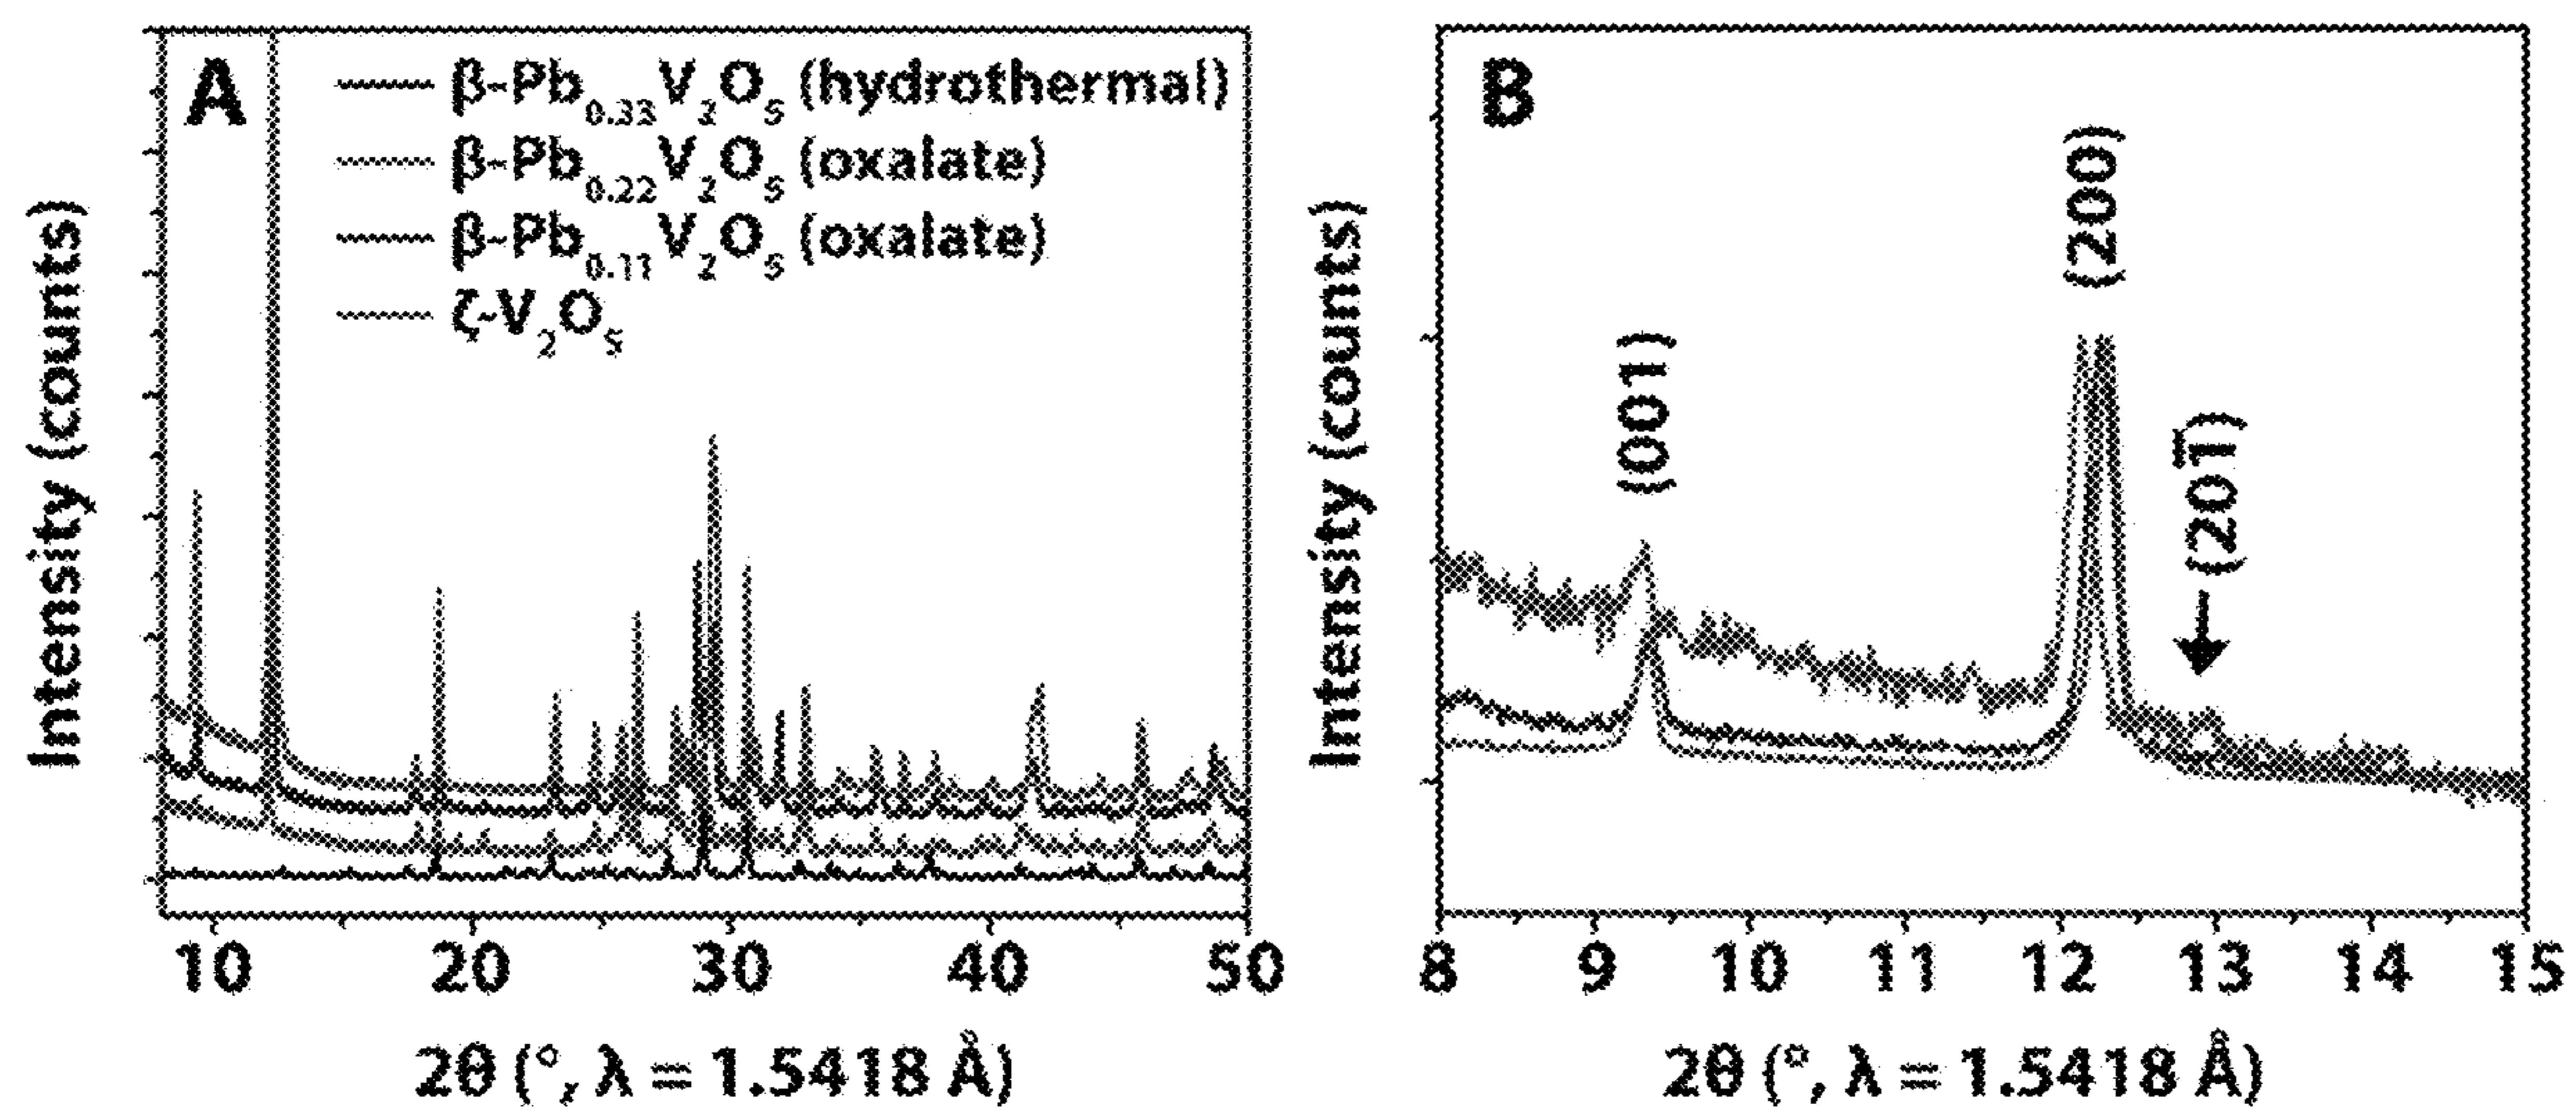 A
β-Pb0.33V2O5 (hydrothermal)
β-Pb0.22V2O5 (oxalate)
β-Pb0.11V2O5 (oxalate)
ζ-V2O5
Intensity (counts)
10 20 30 40 50
2θ (°, λ = 1.5418 Å)
B
(001)
(200)
(201̅)
Intensity (counts)
8 9 10 11 12 13 14 15
2θ (°, λ = 1.5418 Å)